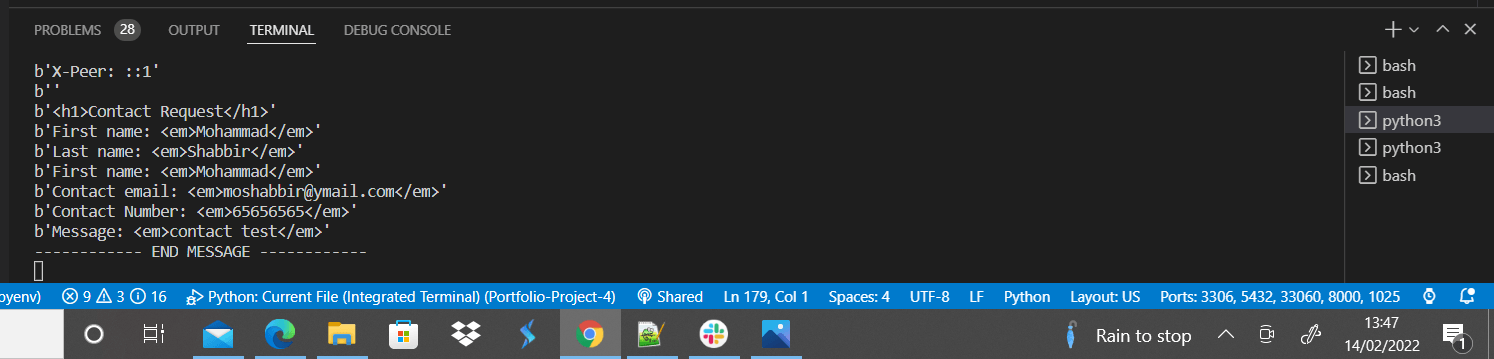 PROBLEMS 28 OUTPUT TERMINAL DEBUG CONSOLE
b'X-Peer: ::1'
b''
b'<h1>Contact Request</h1>'
b'First name: <em>Mohammad</em>'
b'Last name: <em>Shabbir</em>'
b'First name: <em>Mohammad</em>'
b'Contact email: <em>moshabbir@ymail.com</em>'
b'Contact Number: <em>65656565</em>'
b'Message: <em>contact test</em>'
------------ END MESSAGE ------------
bash
bash
python3
python3
bash
pyenv) 9 3 16 Python: Current File (Integrated Terminal) (Portfolio-Project-4) Shared Ln 179, Col 1 Spaces: 4 UTF-8 LF Python Layout: US Ports: 3306, 5432, 33060, 8000, 1025
Rain to stop
13:47
14/02/2022
1